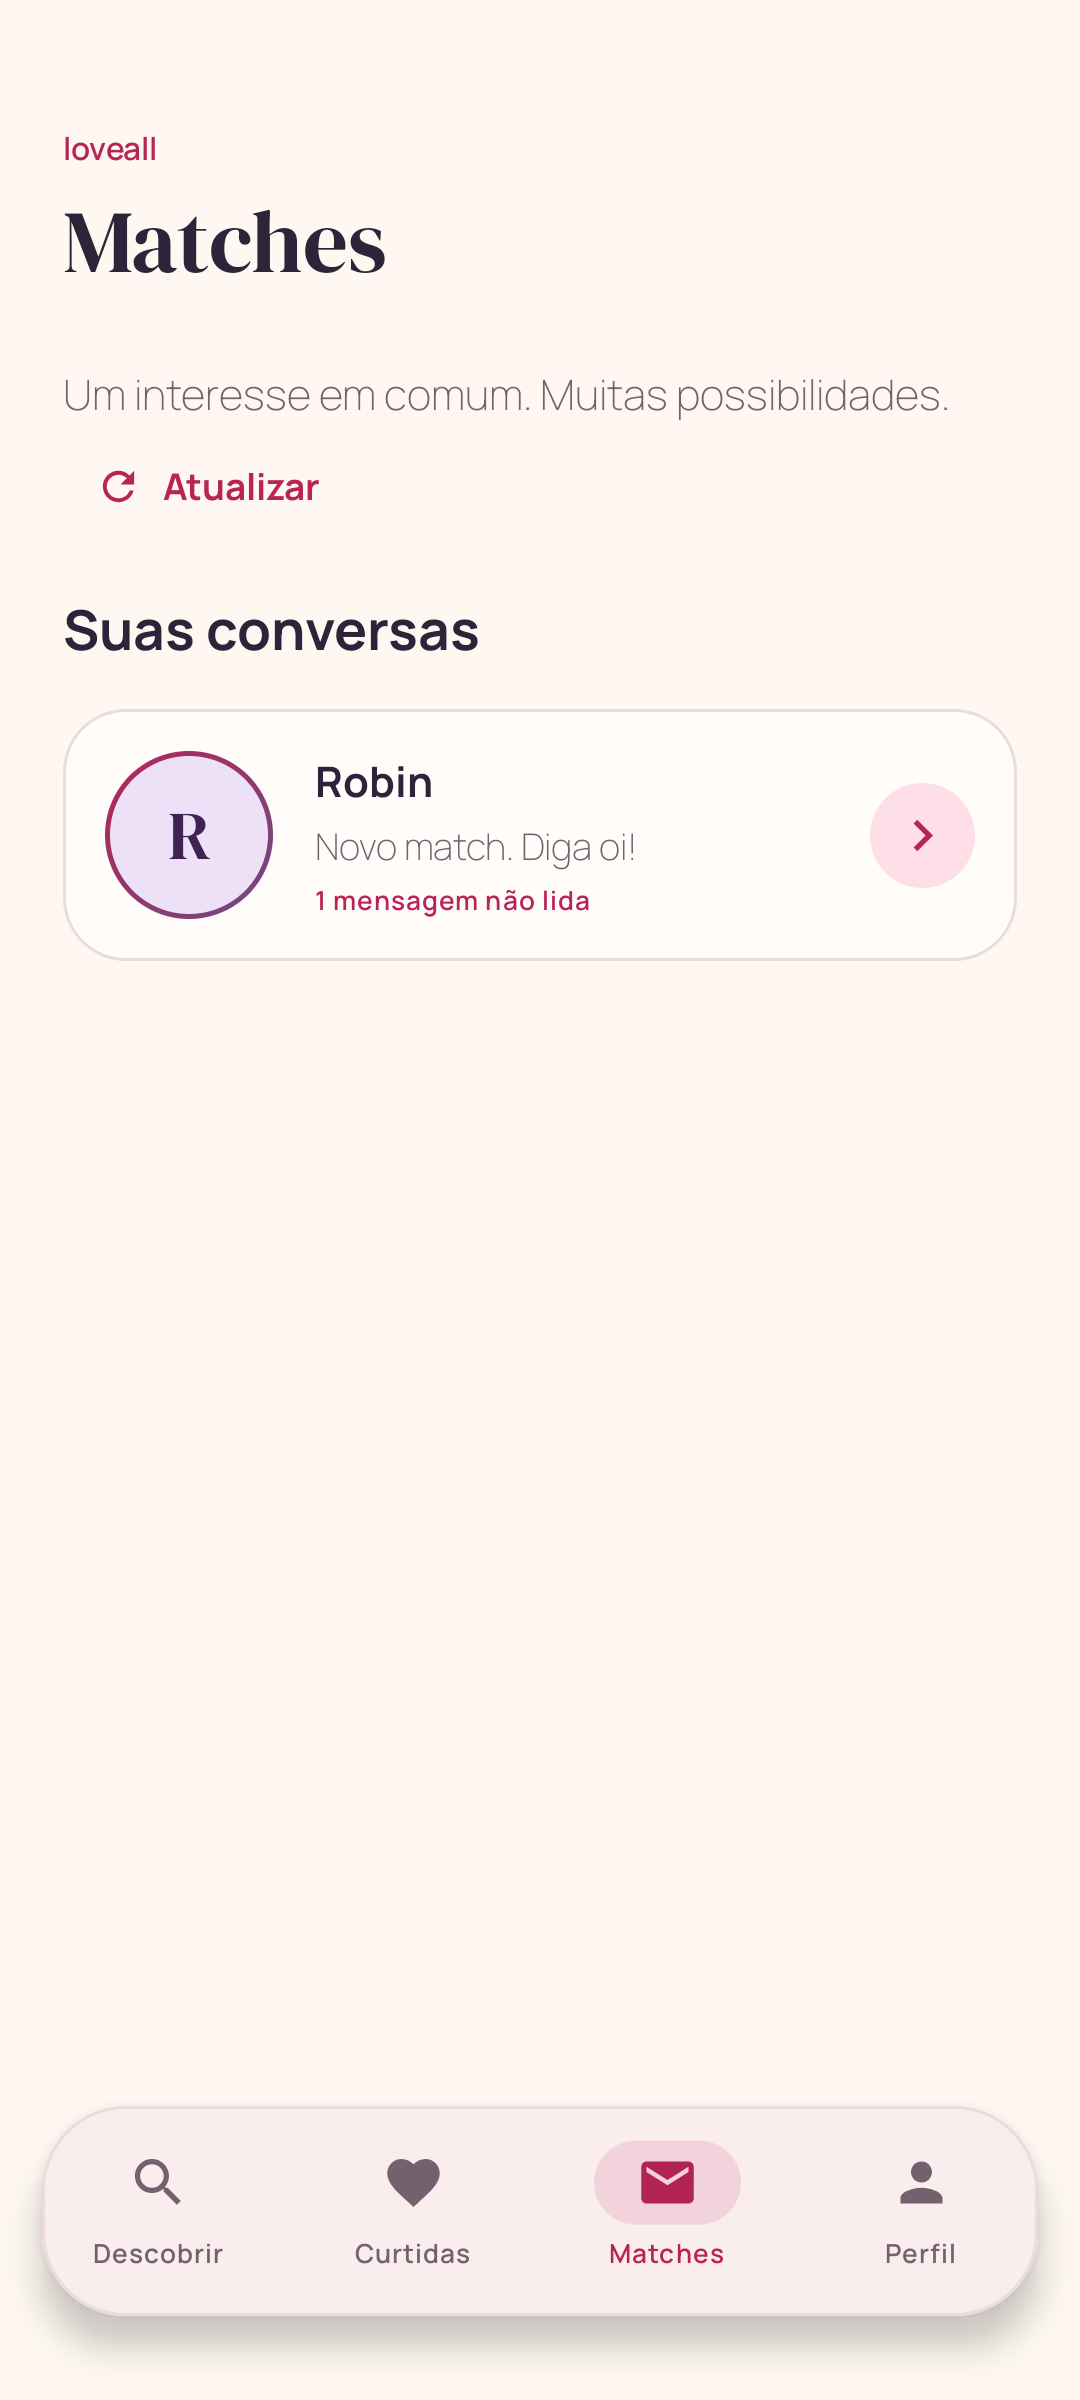 loveall
Matches
Um interesse em comum. Muitas possibilidades.
Atualizar
Suas conversas
R
Robin
Novo match. Diga oi!
1 mensagem não lida
Descobrir
Curtidas
Matches
Perfil